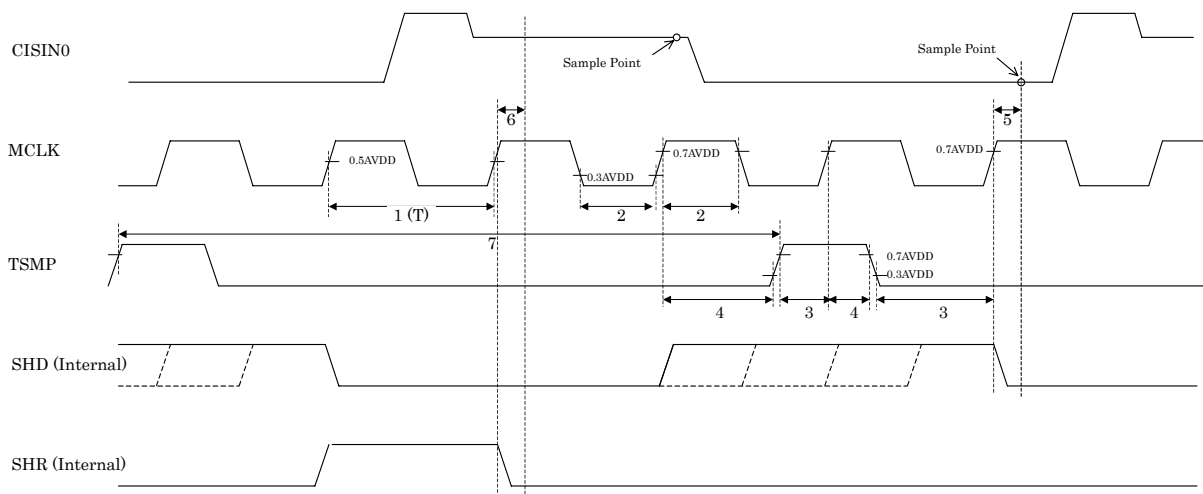 CISIN0
Sample Point
Sample Point
6
5
MCLK
0.5AVDD
0.3AVDD
0.7AVDD
0.7AVDD
1 (T)
2
2
7
TSMP
0.7AVDD
0.3AVDD
4
3
4
3
SHD (Internal)
SHR (Internal)